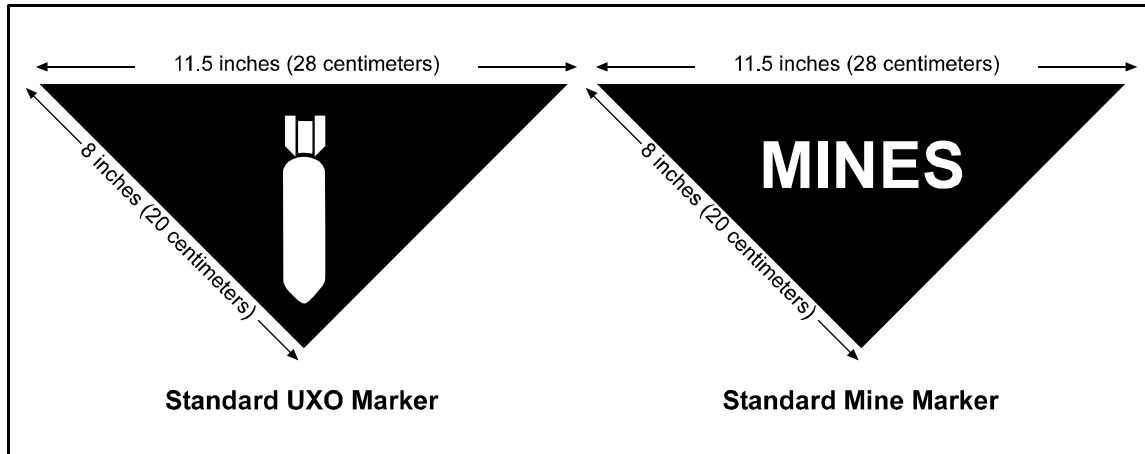 11.5 inches (28 centimeters)
8 inches (20 centimeters)
Standard UXO Marker
11.5 inches (28 centimeters)
MINES
8 inches (20 centimeters)
Standard Mine Marker